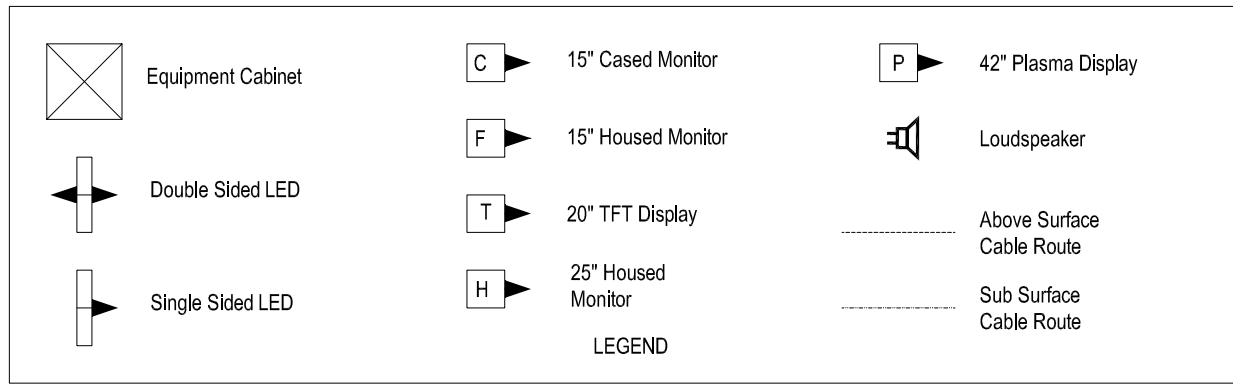 Equipment Cabinet
Double Sided LED
Single Sided LED
C
15" Cased Monitor
F
15" Housed Monitor
T
20" TFT Display
H
25" Housed
Monitor
LEGEND
P
42" Plasma Display
Loudspeaker
Above Surface
Cable Route
Sub Surface
Cable Route